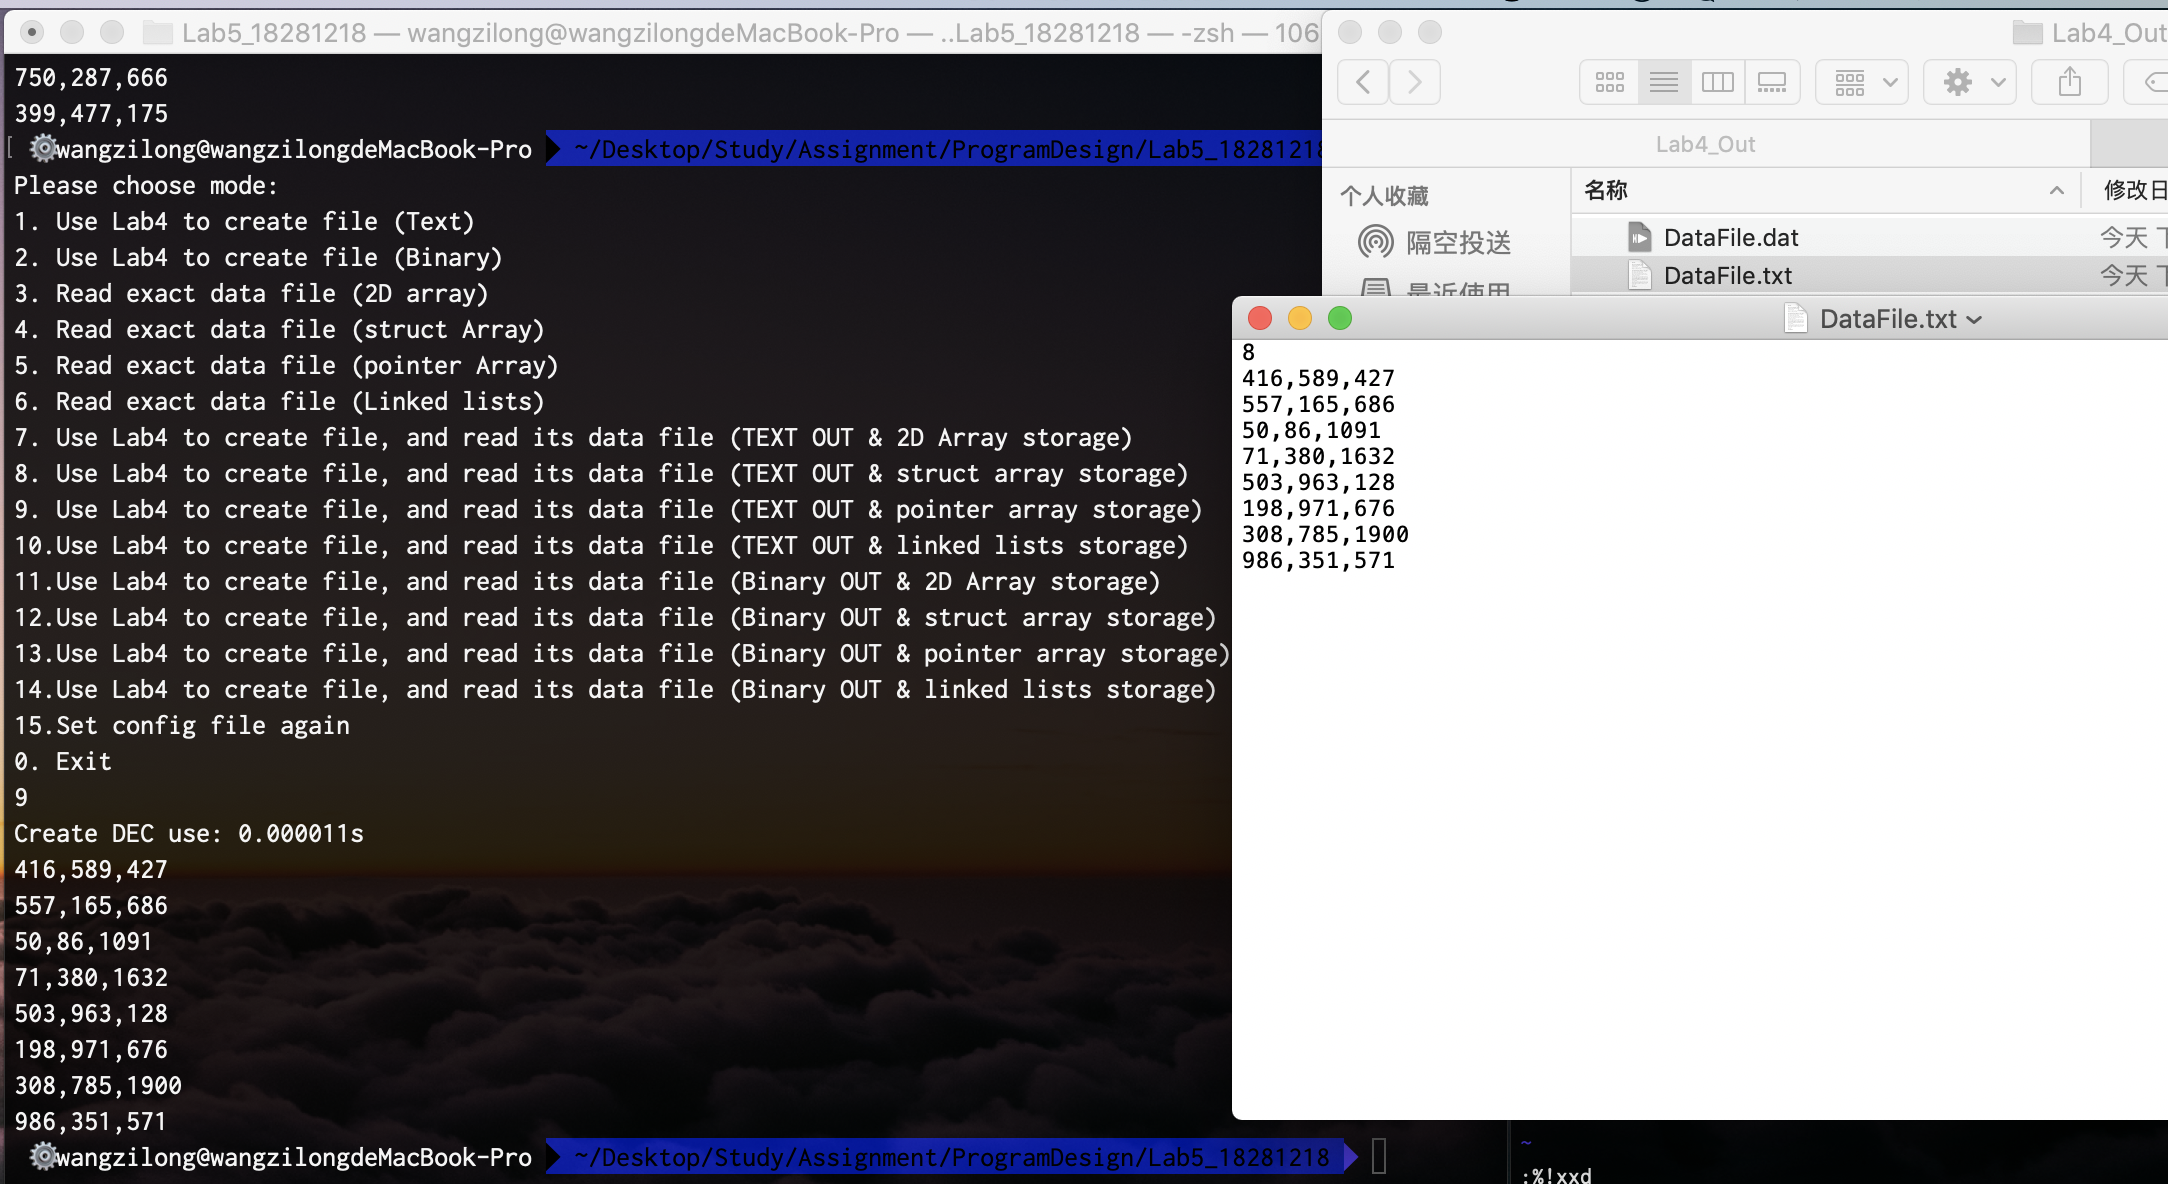 Lab5_18281218 — wangzilong@wangzilongdeMacBook-Pro — ..Lab5_18281218 — -zsh — 106
750,287,666
399,477,175
[ wangzilong@wangzilongdeMacBook-Pro ~/Desktop/Study/Assignment/ProgramDesign/Lab5_18281218
Please choose mode:
1. Use Lab4 to create file (Text)
2. Use Lab4 to create file (Binary)
3. Read exact data file (2D array)
4. Read exact data file (struct Array)
5. Read exact data file (pointer Array)
6. Read exact data file (Linked lists)
7. Use Lab4 to create file, and read its data file (TEXT OUT & 2D Array storage)
8. Use Lab4 to create file, and read its data file (TEXT OUT & struct array storage)
9. Use Lab4 to create file, and read its data file (TEXT OUT & pointer array storage)
10.Use Lab4 to create file, and read its data file (TEXT OUT & linked lists storage)
11.Use Lab4 to create file, and read its data file (Binary OUT & 2D Array storage)
12.Use Lab4 to create file, and read its data file (Binary OUT & struct array storage)
13.Use Lab4 to create file, and read its data file (Binary OUT & pointer array storage)
14.Use Lab4 to create file, and read its data file (Binary OUT & linked lists storage)
15.Set config file again
0. Exit
9
Create DEC use: 0.000011s
416,589,427
557,165,686
50,86,1091
71,380,1632
503,963,128
198,971,676
308,785,1900
986,351,571
wangzilong@wangzilongdeMacBook-Pro ~/Desktop/Study/Assignment/ProgramDesign/Lab5_18281218
Lab4_Out
Lab4_Out
个人收藏
隔空投送
最近使用
名称 修改日
DataFile.dat 今天 下
DataFile.txt 今天 下
DataFile.txt
8
416,589,427
557,165,686
50,86,1091
71,380,1632
503,963,128
198,971,676
308,785,1900
986,351,571
~
:%!xxd